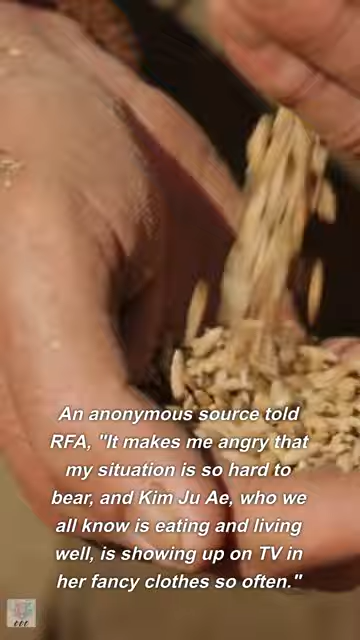 An anonymous source told
RFA, "It makes me angry that
my situation is so hard to
bear, and Kim Ju Ae, who we
all know is eating and living
well, is showing up on TV in
her fancy clothes so often."